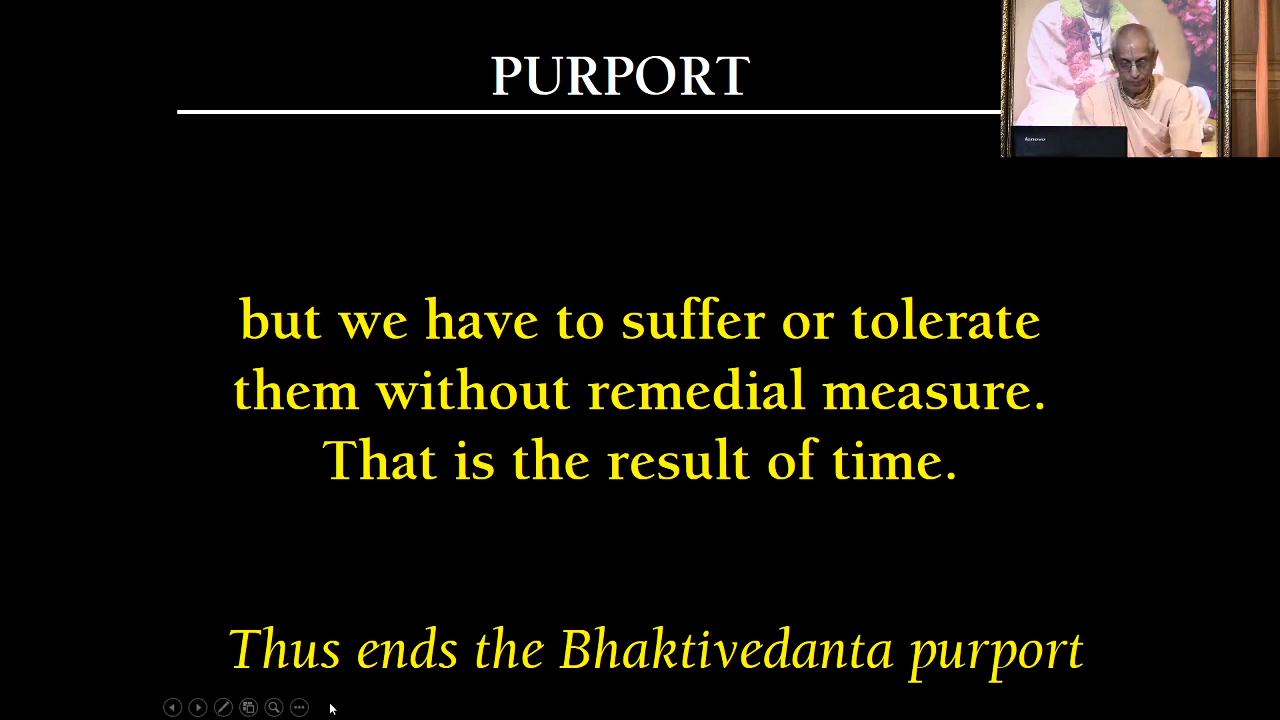 PURPORT
lenovo
but we have to suffer or tolerate
them without remedial measure.
That is the result of time.
Thus ends the Bhaktivedanta purport